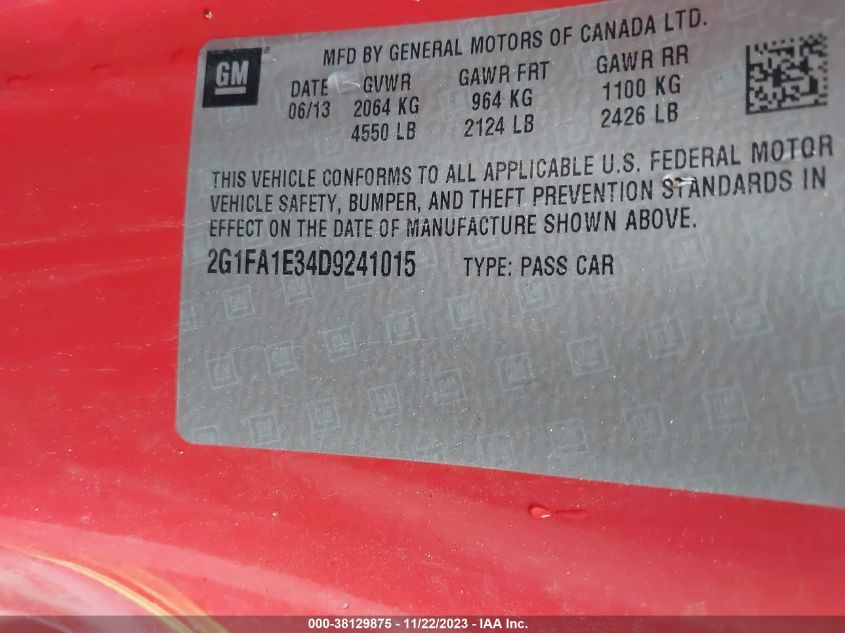 GM
MFD BY GENERAL MOTORS OF CANADA LTD.
DATE GVWR GAWR FRT GAWR RR
06/13 2064 KG 964 KG 1100 KG
4550 LB 2124 LB 2426 LB
THIS VEHICLE CONFORMS TO ALL APPLICABLE U.S. FEDERAL MOTOR
VEHICLE SAFETY, BUMPER, AND THEFT PREVENTION STANDARDS IN
EFFECT ON THE DATE OF MANUFACTURE SHOWN ABOVE.
2G1FA1E34D9241015 TYPE: PASS CAR
000-38129875 - 11/22/2023 - IAA Inc.